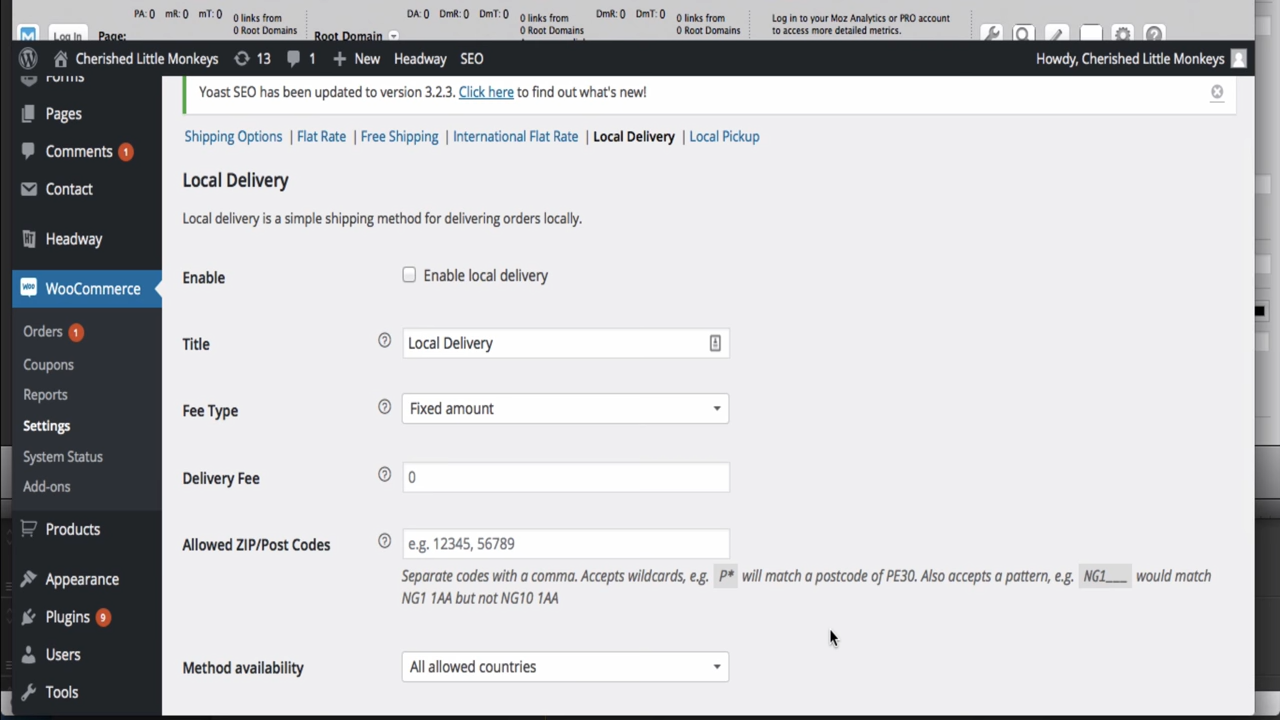 PA: 0 mR: 0 mT: 0
0 links from
0 Root Domains
DA: 0 DmR: 0 DmT: 0
0 links from
0 Root Domains
DmR: 0 DmT: 0
0 links from
0 Root Domains
Log in to your Moz Analytics or PRO account
to access more detailed metrics.
M Log In Page:
Root Domain
Cherished Little Monkeys 13 1 + New Headway SEO
Howdy, Cherished Little Monkeys
Forms
Pages
Comments 1
Contact
Headway
WooCommerce
Orders 1
Coupons
Reports
Settings
System Status
Add-ons
Products
Appearance
Plugins 9
Users
Tools
Yoast SEO has been updated to version 3.2.3. Click here to find out what's new!
Shipping Options | Flat Rate | Free Shipping | International Flat Rate | Local Delivery | Local Pickup
Local Delivery
Local delivery is a simple shipping method for delivering orders locally.
Enable
Enable local delivery
Title
Local Delivery
Fee Type
Fixed amount
Delivery Fee
0
Allowed ZIP/Post Codes
e.g. 12345, 56789
Separate codes with a comma. Accepts wildcards, e.g. P* will match a postcode of PE30. Also accepts a pattern, e.g. NG1___ would match
NG1 1AA but not NG10 1AA
Method availability
All allowed countries